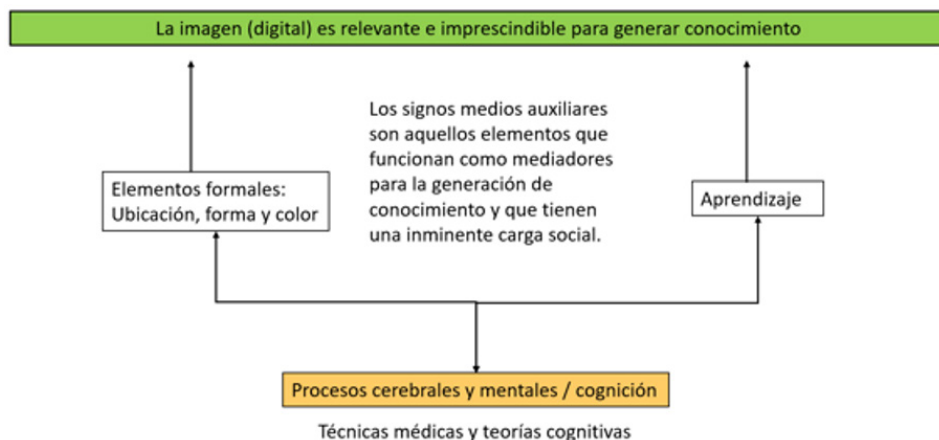 La imagen (digital) es relevante e imprescindible para generar conocimiento
Los signos medios auxiliares
son aquellos elementos que
funcionan como mediadores
para la generación de
conocimiento y que tienen
una inminente carga social.
Elementos formales:
Ubicación, forma y color
Aprendizaje
Procesos cerebrales y mentales / cognición
Técnicas médicas y teorías cognitivas